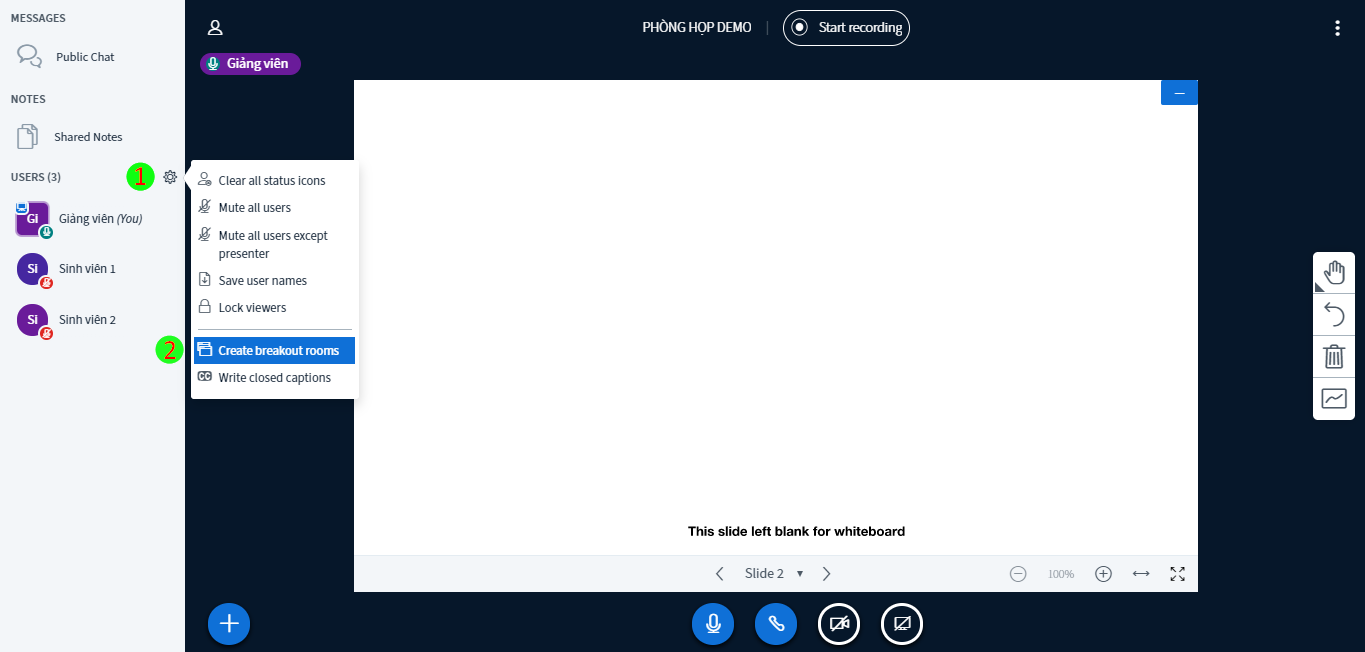 MESSAGES
Public Chat
NOTES
Shared Notes
USERS (3)
1
Gi
Giảng viên (You)
Si
Sinh viên 1
Si
Sinh viên 2
PHÒNG HỌP DEMO
Start recording
Giảng viên
Clear all status icons
Mute all users
Mute all users except
presenter
Save user names
Lock viewers
2
Create breakout rooms
CC
Write closed captions
This slide left blank for whiteboard
Slide 2
100%